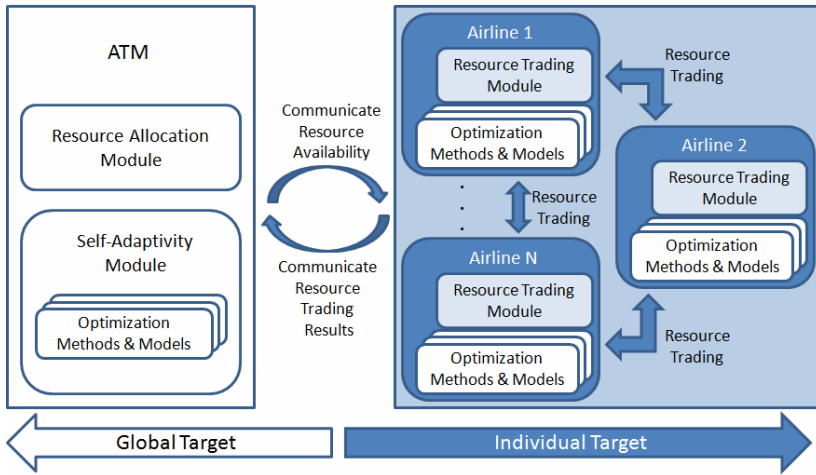 ATM
Resource Allocation
Module
Self-Adaptivity
Module
Optimization
Methods & Models
Communicate
Resource
Availability
Communicate
Resource
Trading
Results
Airline 1
Resource Trading
Module
Optimization
Methods & Models
Resource
Trading
Airline 2
Resource Trading
Module
Optimization
Methods & Models
Resource
Trading
Airline N
Resource Trading
Module
Optimization
Methods & Models
Resource
Trading
Global Target
Individual Target